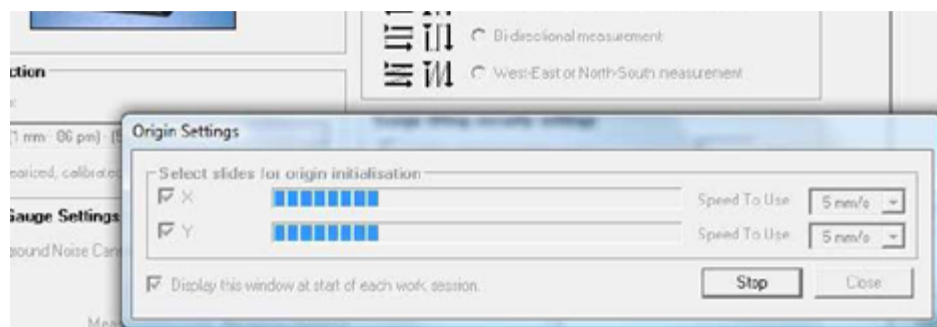 Bi-directional measurement
West-East or North-South measurement
ction
Origin Settings
Select slides for origin initialisation
X
Speed To Use
5 mm/s
Y
Speed To Use
5 mm/s
Gauge Settings
Display this window at start of each work session.
Stop
Close